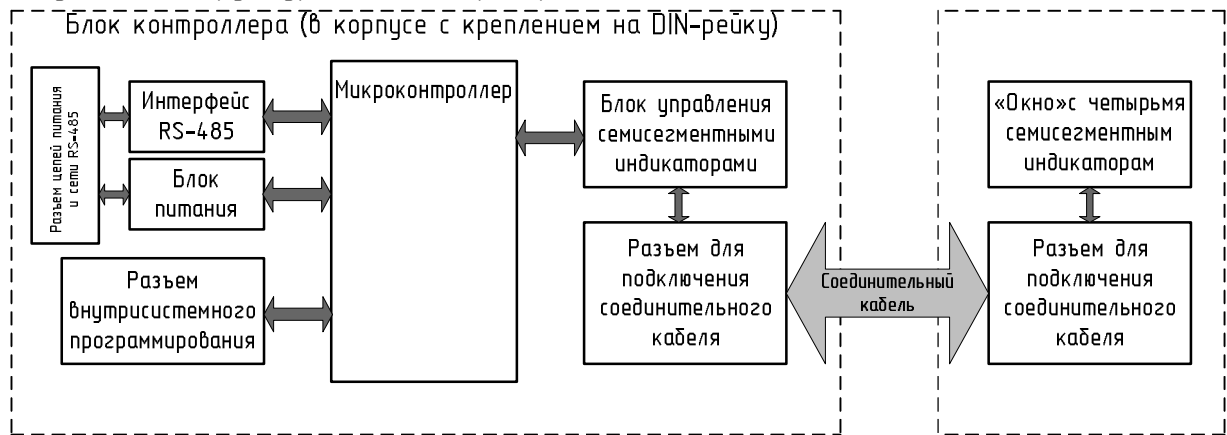 Блок контроллера (в корпусе с креплением на DIN-рейку)
Разъем цепей питания
и сети RS-485
Интерфейс
RS-485
Блок
питания
Разъем
внутрисистемного
программирования
Микроконтроллер
Блок управления
семисегментными
индикаторами
Разъем для
подключения
соединительного
кабеля
Соединительный
кабель
«Окно»с четырьмя
семисегментным
индикаторам
Разъем для
подключения
соединительного
кабеля